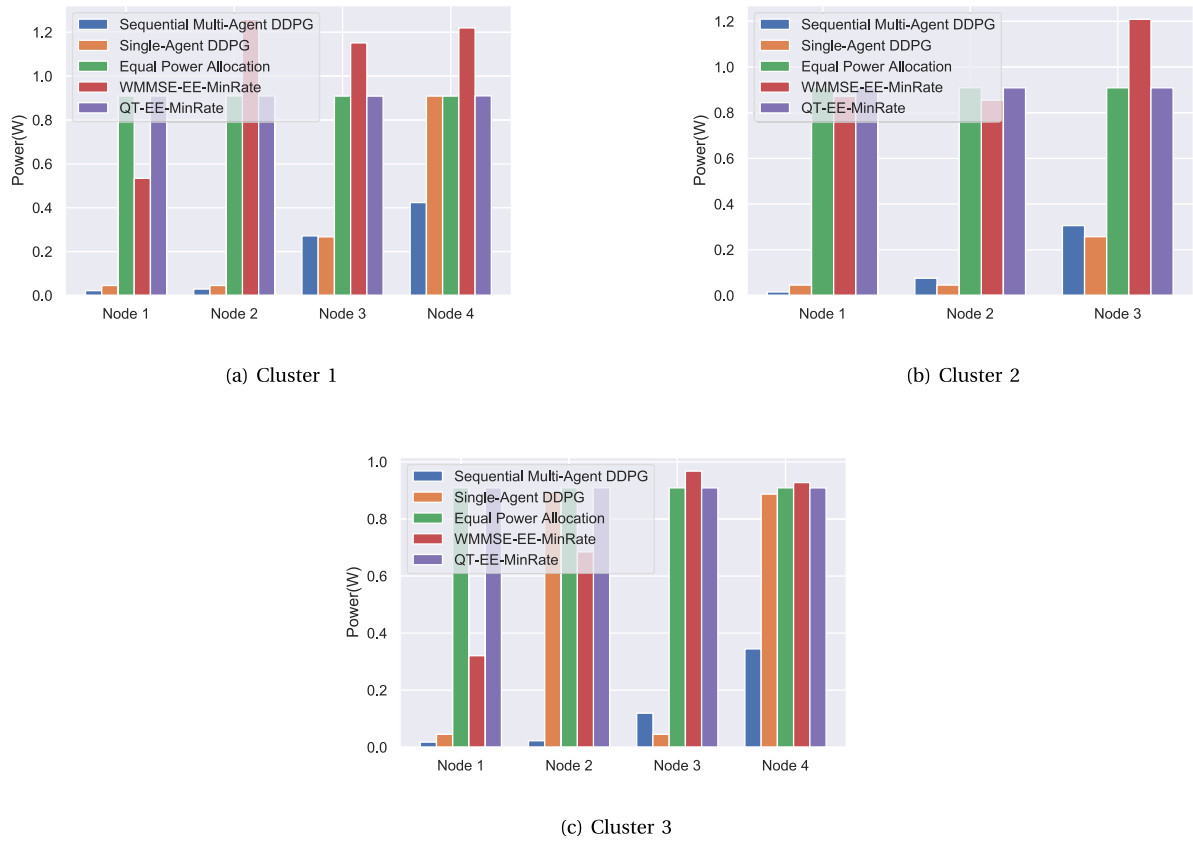 Sequential Multi-Agent DDPG
Single-Agent DDPG
Equal Power Allocation
WMMSE-EE-MinRate
QT-EE-MinRate
Power(W)
1.2
1.0
0.8
0.6
0.4
0.2
0.0
Node 1 Node 2 Node 3 Node 4
(a) Cluster 1
Sequential Multi-Agent DDPG
Single-Agent DDPG
Equal Power Allocation
WMMSE-EE-MinRate
QT-EE-MinRate
Power(W)
1.2
1.0
0.8
0.6
0.4
0.2
0.0
Node 1 Node 2 Node 3
(b) Cluster 2
Sequential Multi-Agent DDPG
Single-Agent DDPG
Equal Power Allocation
WMMSE-EE-MinRate
QT-EE-MinRate
Power(W)
1.0
0.8
0.6
0.4
0.2
0.0
Node 1 Node 2 Node 3 Node 4
(c) Cluster 3